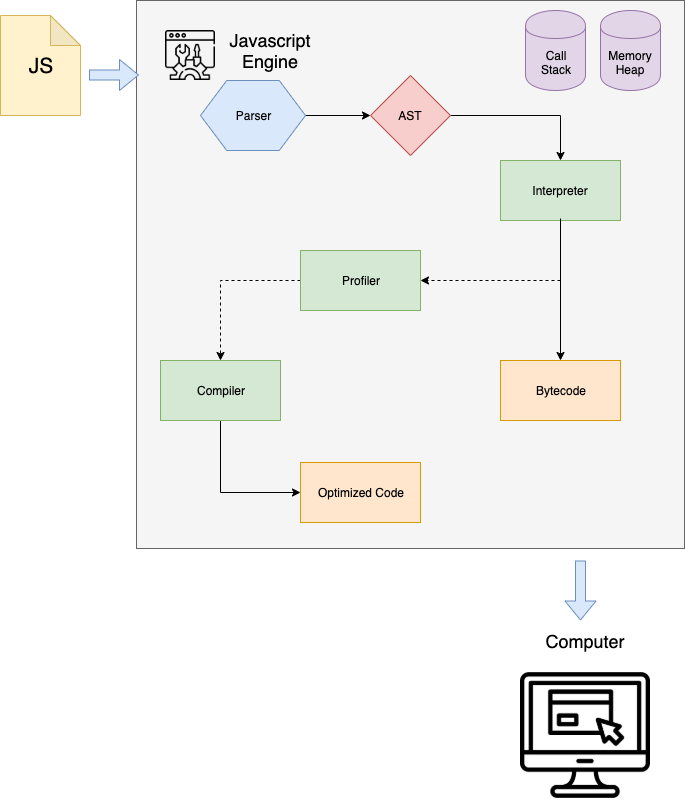 JS
Javascript
Engine
Call
Stack
Memory
Heap
Parser
AST
Interpreter
Profiler
Compiler
Bytecode
Optimized Code
Computer